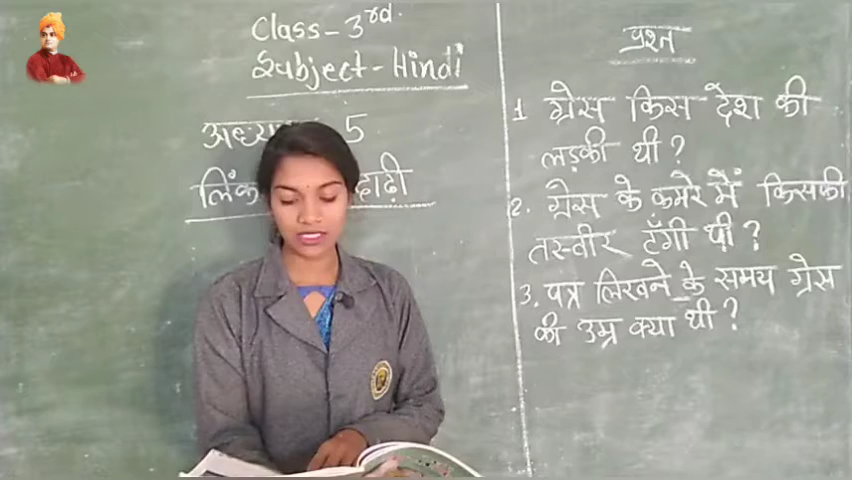 Class - 3rd.
Subject - Hindi
5
दाढ़ी
प्रश्न
1 ग्रेस किस देश की
लड़की थी ?
2. ग्रेस के कमरे में किसकी
तस्वीर टँगी थी ?
3. पत्र लिखने के समय ग्रेस
की उम्र क्या थी ?